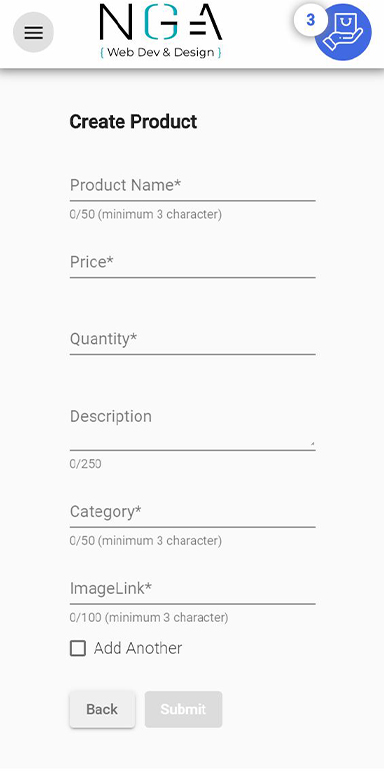 NGA
{ Web Dev & Design }
3
Create Product
Product Name*
0/50 (minimum 3 character)
Price*
Quantity*
Description
0/250
Category*
0/50 (minimum 3 character)
ImageLink*
0/100 (minimum 3 character)
Add Another
Back Submit